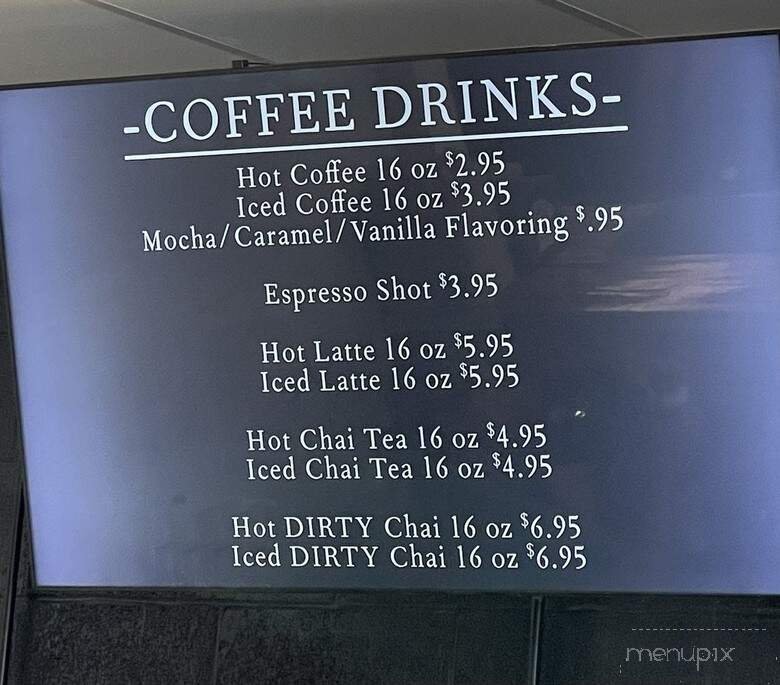 -COFFEE DRINKS-
Hot Coffee 16 oz $2.95
Iced Coffee 16 oz $3.95
Mocha/Caramel/Vanilla Flavoring $.95
Espresso Shot $3.95
Hot Latte 16 oz $5.95
Iced Latte 16 oz $5.95
Hot Chai Tea 16 oz $4.95
Iced Chai Tea 16 oz $4.95
Hot DIRTY Chai 16 oz $6.95
Iced DIRTY Chai 16 oz $6.95
menupix